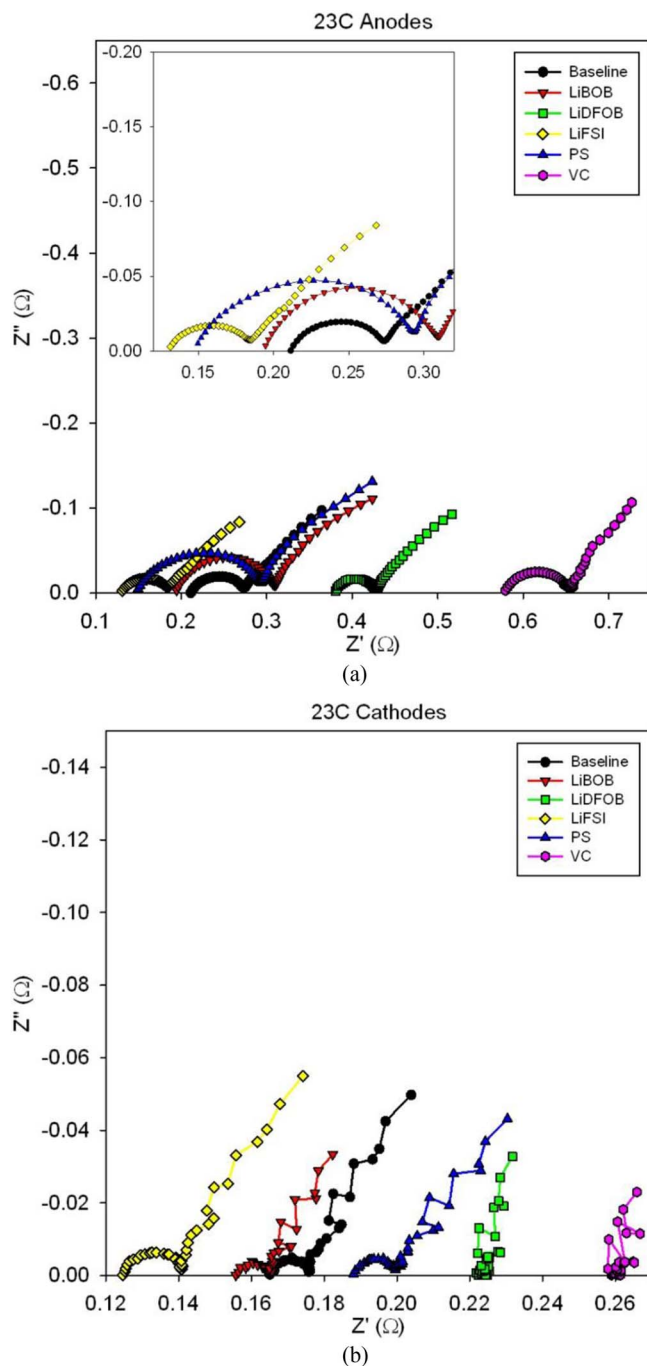 23C Anodes
-0.6
-0.5
-0.4
-0.3
-0.2
-0.1
0.0
Z'' (Ω)
-0.20
-0.15
-0.10
-0.05
0.00
0.15 0.20 0.25 0.30
Baseline
LiBOB
LiDFOB
LiFSI
PS
VC
0.1 0.2 0.3 0.4 0.5 0.6 0.7
Z' (Ω)
(a)
23C Cathodes
-0.14
-0.12
-0.10
-0.08
-0.06
-0.04
-0.02
0.00
Z'' (Ω)
Baseline
LiBOB
LiDFOB
LiFSI
PS
VC
0.12 0.14 0.16 0.18 0.20 0.22 0.24 0.26
Z' (Ω)
(b)